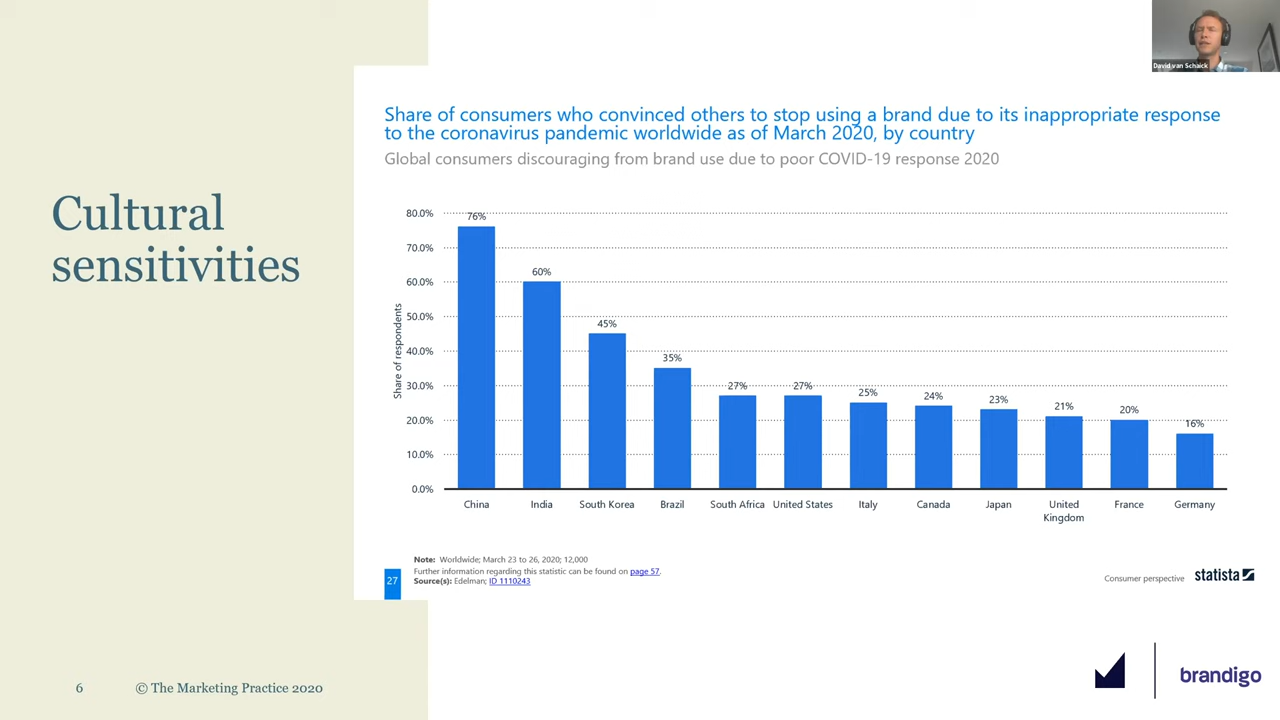 David van Schaick
Cultural
sensitivities
Share of consumers who convinced others to stop using a brand due to its inappropriate response
to the coronavirus pandemic worldwide as of March 2020, by country
Global consumers discouraging from brand use due to poor COVID-19 response 2020
Share of respondents
80.0%
70.0%
60.0%
50.0%
40.0%
30.0%
20.0%
10.0%
0.0%
76%
60%
45%
35%
27%
27%
25%
24%
23%
21%
20%
16%
China
India
South Korea
Brazil
South Africa
United States
Italy
Canada
Japan
United
Kingdom
France
Germany
Note: Worldwide; March 23 to 26, 2020; 12,000
Further information regarding this statistic can be found on page 57.
Source(s): Edelman; ID 1110243
27
Consumer perspective
statista
6
© The Marketing Practice 2020
brandigo